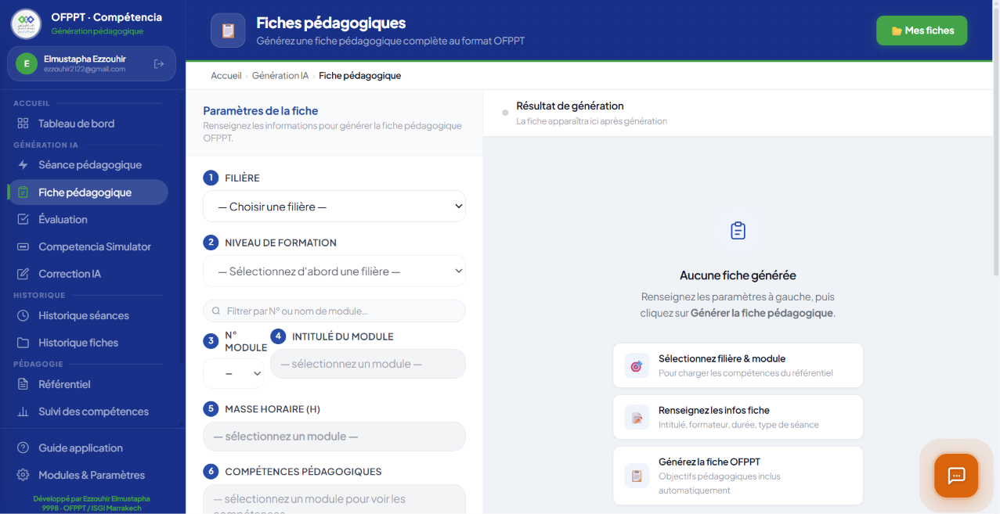 OFPPT · Compétencia
Génération pédagogique
E
Elmustapha Ezzouhir
ezzouhir2122@gmail.com
ACCUEIL
Tableau de bord
GÉNÉRATION IA
Séance pédagogique
Fiche pédagogique
Évaluation
Competencia Simulator
Correction IA
HISTORIQUE
Historique séances
Historique fiches
PÉDAGOGIE
Référentiel
Suivi des compétences
Guide application
Modules & Paramètres
Développé par Ezzouhir Elmustapha
9998 - OFPPT / ISGI Marrakech
Fiches pédagogiques
Générez une fiche pédagogique complète au format OFPPT
Mes fiches
Accueil › Génération IA › Fiche pédagogique
Paramètres de la fiche
Renseignez les informations pour générer la fiche pédagogique
OFPPT.
1 FILIÈRE
— Choisir une filière —
2 NIVEAU DE FORMATION
— Sélectionnez d'abord une filière —
Filtrer par N° ou nom de module...
3 N°
MODULE
—
4 INTITULÉ DU MODULE
— sélectionnez un module —
5 MASSE HORAIRE (H)
— sélectionnez un module —
6 COMPÉTENCES PÉDAGOGIQUES
— sélectionnez un module pour voir les
compétences
Résultat de génération
La fiche apparaîtra ici après génération
Aucune fiche générée
Renseignez les paramètres à gauche, puis
cliquez sur Générer la fiche pédagogique.
Sélectionnez filière & module
Pour charger les compétences du référentiel
Renseignez les infos fiche
Intitulé, formateur, durée, type de séance
Générez la fiche OFPPT
Objectifs pédagogiques inclus
automatiquement